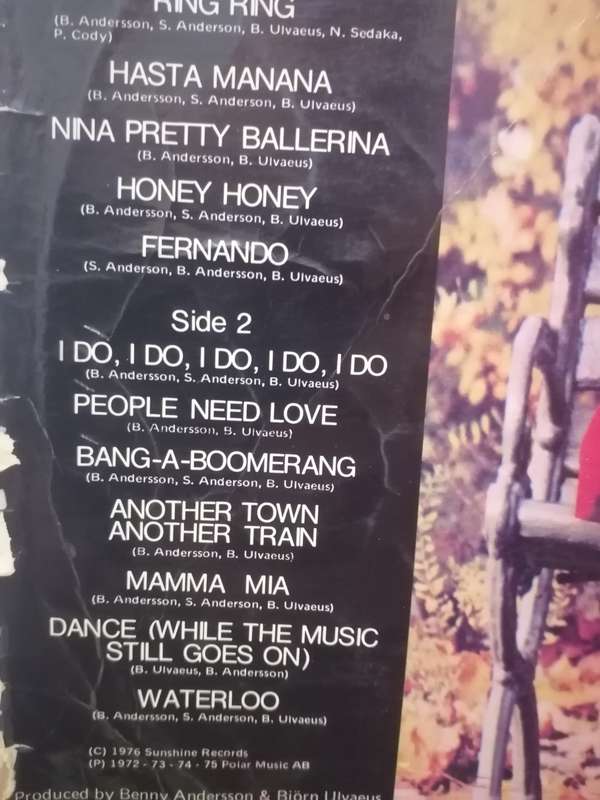 RING RING
(B. Andersson, S. Anderson, B. Ulvaeus, N. Sedaka,
P. Cody)
HASTA MANANA
(B. Andersson, S. Anderson, B. Ulvaeus)
NINA PRETTY BALLERINA
(B. Andersson, B. Ulvaeus)
HONEY HONEY
(B. Andersson, S. Andersson, B. Ulvaeus)
FERNANDO
(S. Anderson, B. Andersson, B. Ulvaeus)
Side 2
I DO, I DO, I DO, I DO, I DO
(B. Andersson, S. Anderson, B. Ulvaeus)
PEOPLE NEED LOVE
(B. Andersson, B. Ulvaeus)
BANG-A-BOOMERANG
(B. Andersson, S. Anderson, B. Ulvaeus)
ANOTHER TOWN
ANOTHER TRAIN
(B. Andersson, B. Ulvaeus)
MAMMA MIA
(B. Andersson, S. Anderson, B. Ulvaeus)
DANCE (WHILE THE MUSIC
STILL GOES ON)
(B. Ulvaeus, B. Andersson)
WATERLOO
(B. Andersson, S. Anderson, B. Ulvaeus)
(C) 1976 Sunshine Records
(P) 1972 - 73 - 74 - 75 Polar Music AB
Produced by Benny Andersson & Björn Ulvaeus